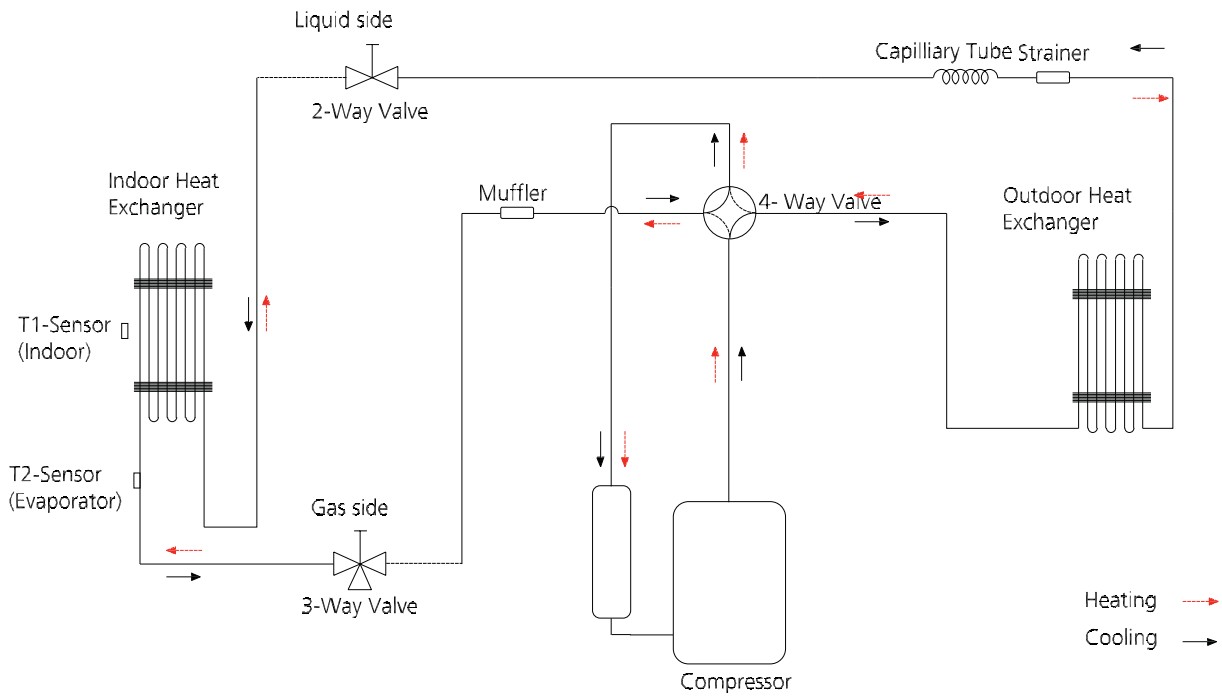 Liquid side
2-Way Valve
Capilliary Tube Strainer
Indoor Heat
Exchanger
Muffler
4- Way Valve
Outdoor Heat
Exchanger
T1-Sensor
(Indoor)
T2-Sensor
(Evaporator)
Gas side
3-Way Valve
Compressor
Heating
Cooling